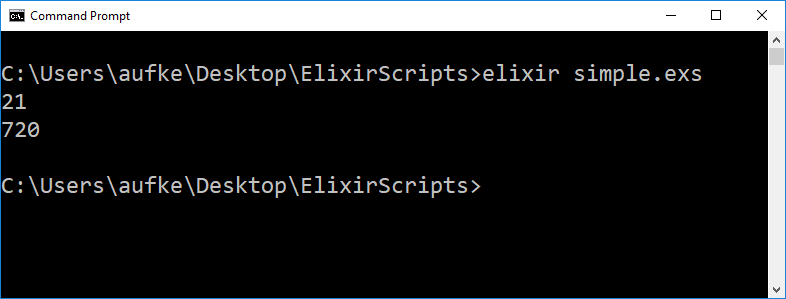 Command Prompt
C:\Users\aufke\Desktop\ElixirScripts>elixir simple.exs
21
720
C:\Users\aufke\Desktop\ElixirScripts>